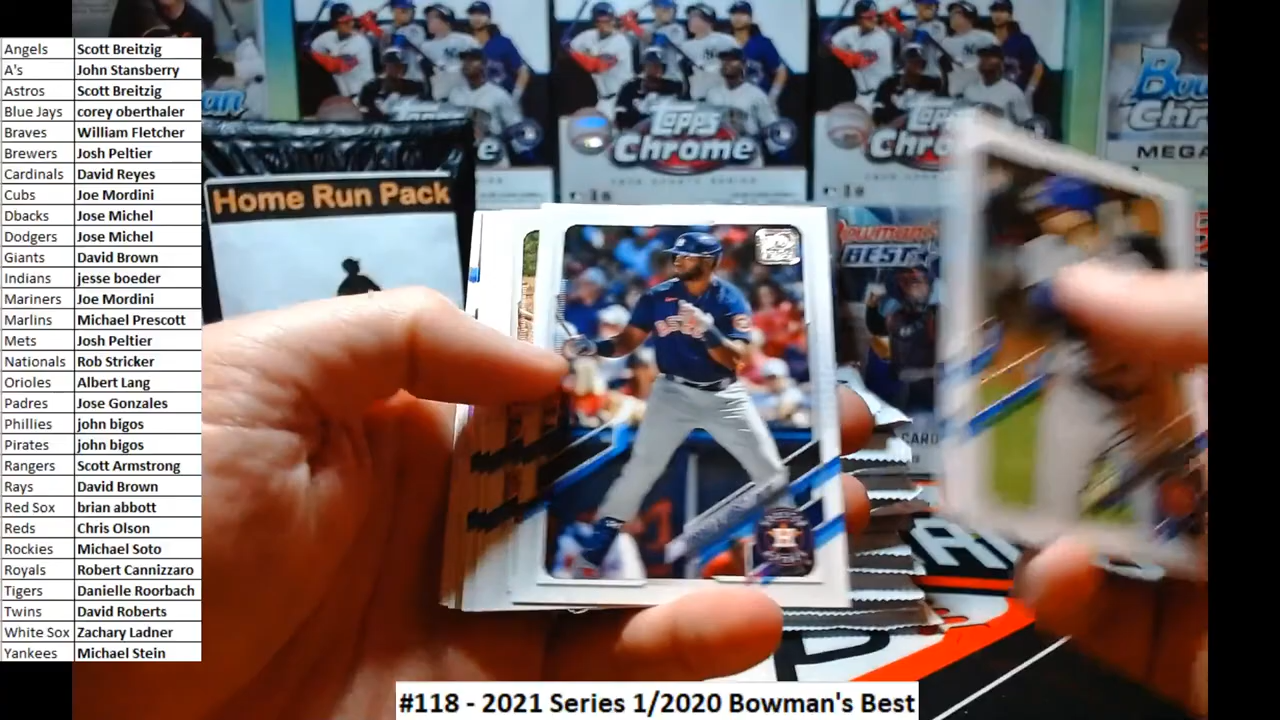 Angels Scott Breitzig
A's John Stansberry
Astros Scott Breitzig
Blue Jays corey oberthaler
Braves William Fletcher
Brewers Josh Peltier
Cardinals David Reyes
Cubs Joe Mordini
Dbacks Jose Michel
Dodgers Jose Michel
Giants David Brown
Indians jesse boeder
Mariners Joe Mordini
Marlins Michael Prescott
Mets Josh Peltier
Nationals Rob Stricker
Orioles Albert Lang
Padres Jose Gonzales
Phillies john bigos
Pirates john bigos
Rangers Scott Armstrong
Rays David Brown
Red Sox brian abbott
Reds Chris Olson
Rockies Michael Soto
Royals Robert Cannizzaro
Tigers Danielle Roorbach
Twins David Roberts
White Sox Zachary Ladner
Yankees Michael Stein
Home Run Pack
Topps
Chrome
Topps
Chro
Bow
Chr
MEGA
Bowman's
BEST
CARD
#118 - 2021 Series 1/2020 Bowman's Best